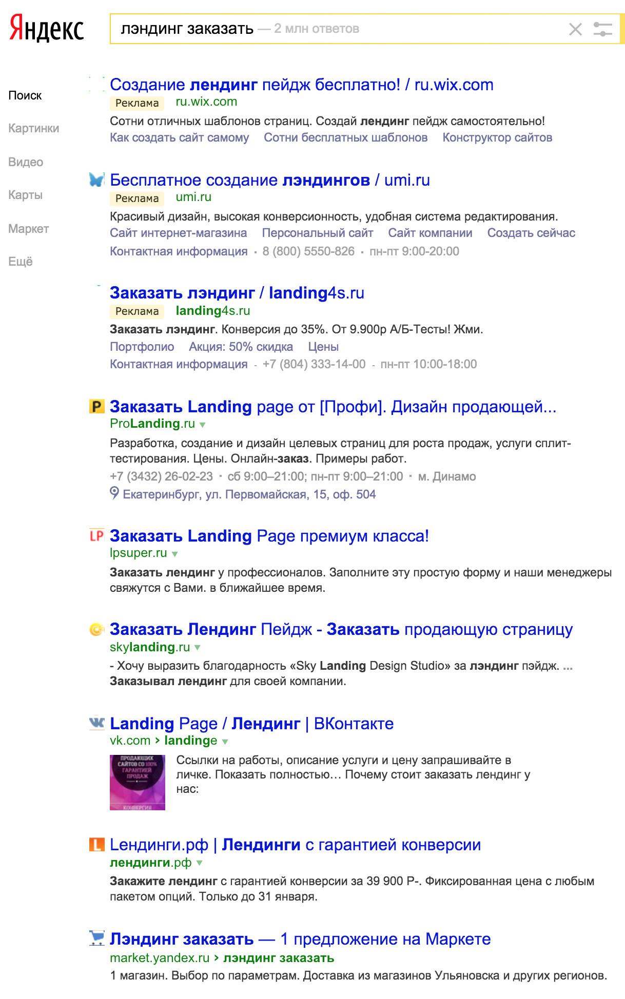 Яндекс
лэндинг заказать — 2 млн ответов
Поиск
Картинки
Видео
Карты
Маркет
Ещё
Создание лендинг пейдж бесплатно! / ru.wix.com
Реклама ru.wix.com
Сотни отличных шаблонов страниц. Создай лендинг пейдж самостоятельно!
Как создать сайт самому Сотни бесплатных шаблонов Конструктор сайтов
Бесплатное создание лэндингов / umi.ru
Реклама umi.ru
Красивый дизайн, высокая конверсионность, удобная система редактирования.
Сайт интернет-магазина Персональный сайт Сайт компании Создать сейчас
Контактная информация · 8 (800) 5550-826 · пн-пт 9:00-20:00
Заказать лэндинг / landing4s.ru
Реклама landing4s.ru
Заказать лэндинг. Конверсия до 35%. От 9.900р А/Б-Тесты! Жми.
Портфолио Акция: 50% скидка Цены
Контактная информация · +7 (804) 333-14-00 · пн-пт 10:00-18:00
P Заказать Landing page от [Профи]. Дизайн продающей...
ProLanding.ru
Разработка, создание и дизайн целевых страниц для роста продаж, услуги сплит-
тестирования. Цены. Онлайн-заказ. Примеры работ.
+7 (3432) 26-02-23 · сб 9:00–21:00; пн-пт 9:00–21:00 · м. Динамо
Екатеринбург, ул. Первомайская, 15, оф. 504
LP Заказать Landing Page премиум класса!
lpsuper.ru
Заказать лендинг у профессионалов. Заполните эту простую форму и наши менеджеры
свяжутся с Вами. в ближайшее время.
Заказать Лендинг Пейдж - Заказать продающую страницу
skylanding.ru
- Хочу выразить благодарность «Sky Landing Design Studio» за лэндинг пэйдж. ...
Заказывал лендинг для своей компании.
Landing Page / Лендинг | ВКонтакте
vk.com › landinge
ПРОДАЮЩИХ
САЙТОВ СО 100%
ГАРАНТИЕЙ
ПРОДАЖ
КОНВЕРСИЯ
Ссылки на работы, описание услуги и цену запрашивайте в
личке. Показать полностью… Почему стоит заказать лендинг у
нас:
L Lендинги.рф | Лендинги с гарантией конверсии
лендинги.рф
Закажите лендинг с гарантией конверсии за 39 900 Р-. Фиксированная цена с любым
пакетом опций. Только до 31 января.
Лэндинг заказать — 1 предложение на Маркете
market.yandex.ru › лэндинг заказать
1 магазин. Выбор по параметрам. Доставка из магазинов Ульяновска и других регионов.